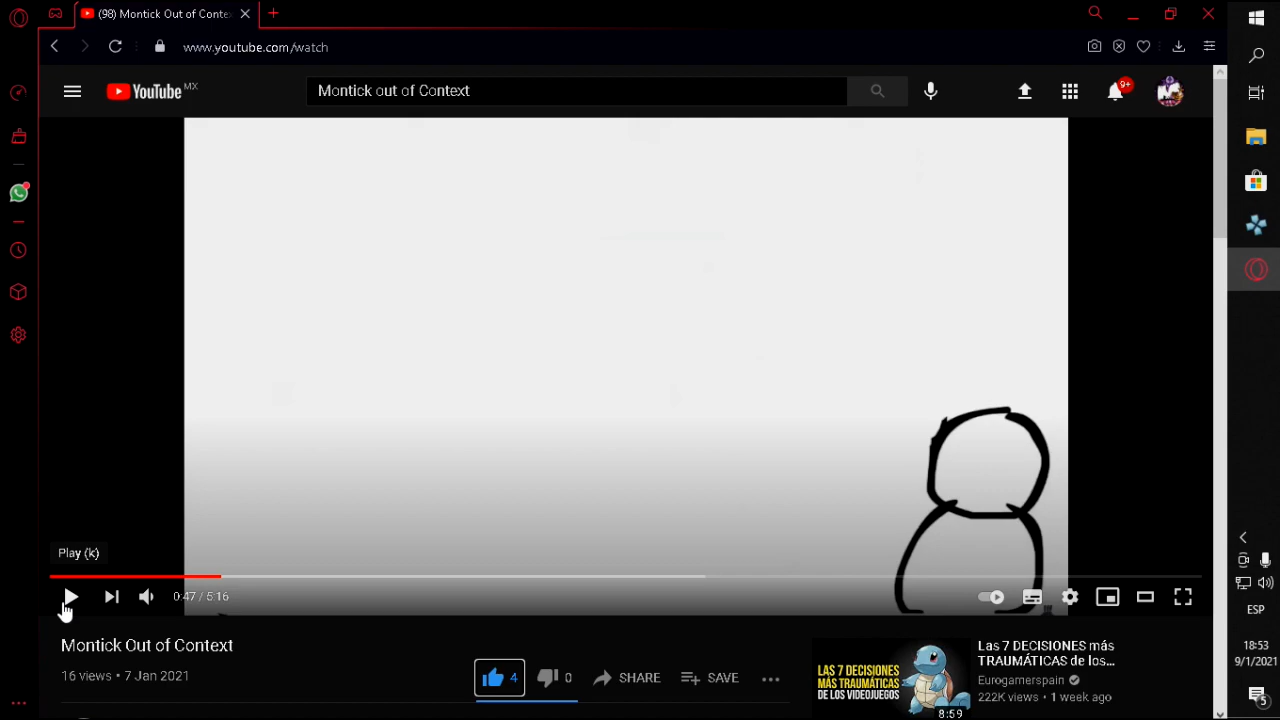 (98) Montick Out of Conte
www.youtube.com/watch
YouTube MX
Montick out of Context
9+
Play (k)
0:47 / 5:16
Montick Out of Context
16 views • 7 Jan 2021
4
0
SHARE
SAVE
LAS 7 DECISIONES
MÁS TRAUMÁTICAS
DE LOS VIDEOJUEGOS
8:59
Las 7 DECISIONES más
TRAUMÁTICAS de los...
Eurogamerspain
222K views • 1 week ago
ESP
18:53
9/1/2021
5